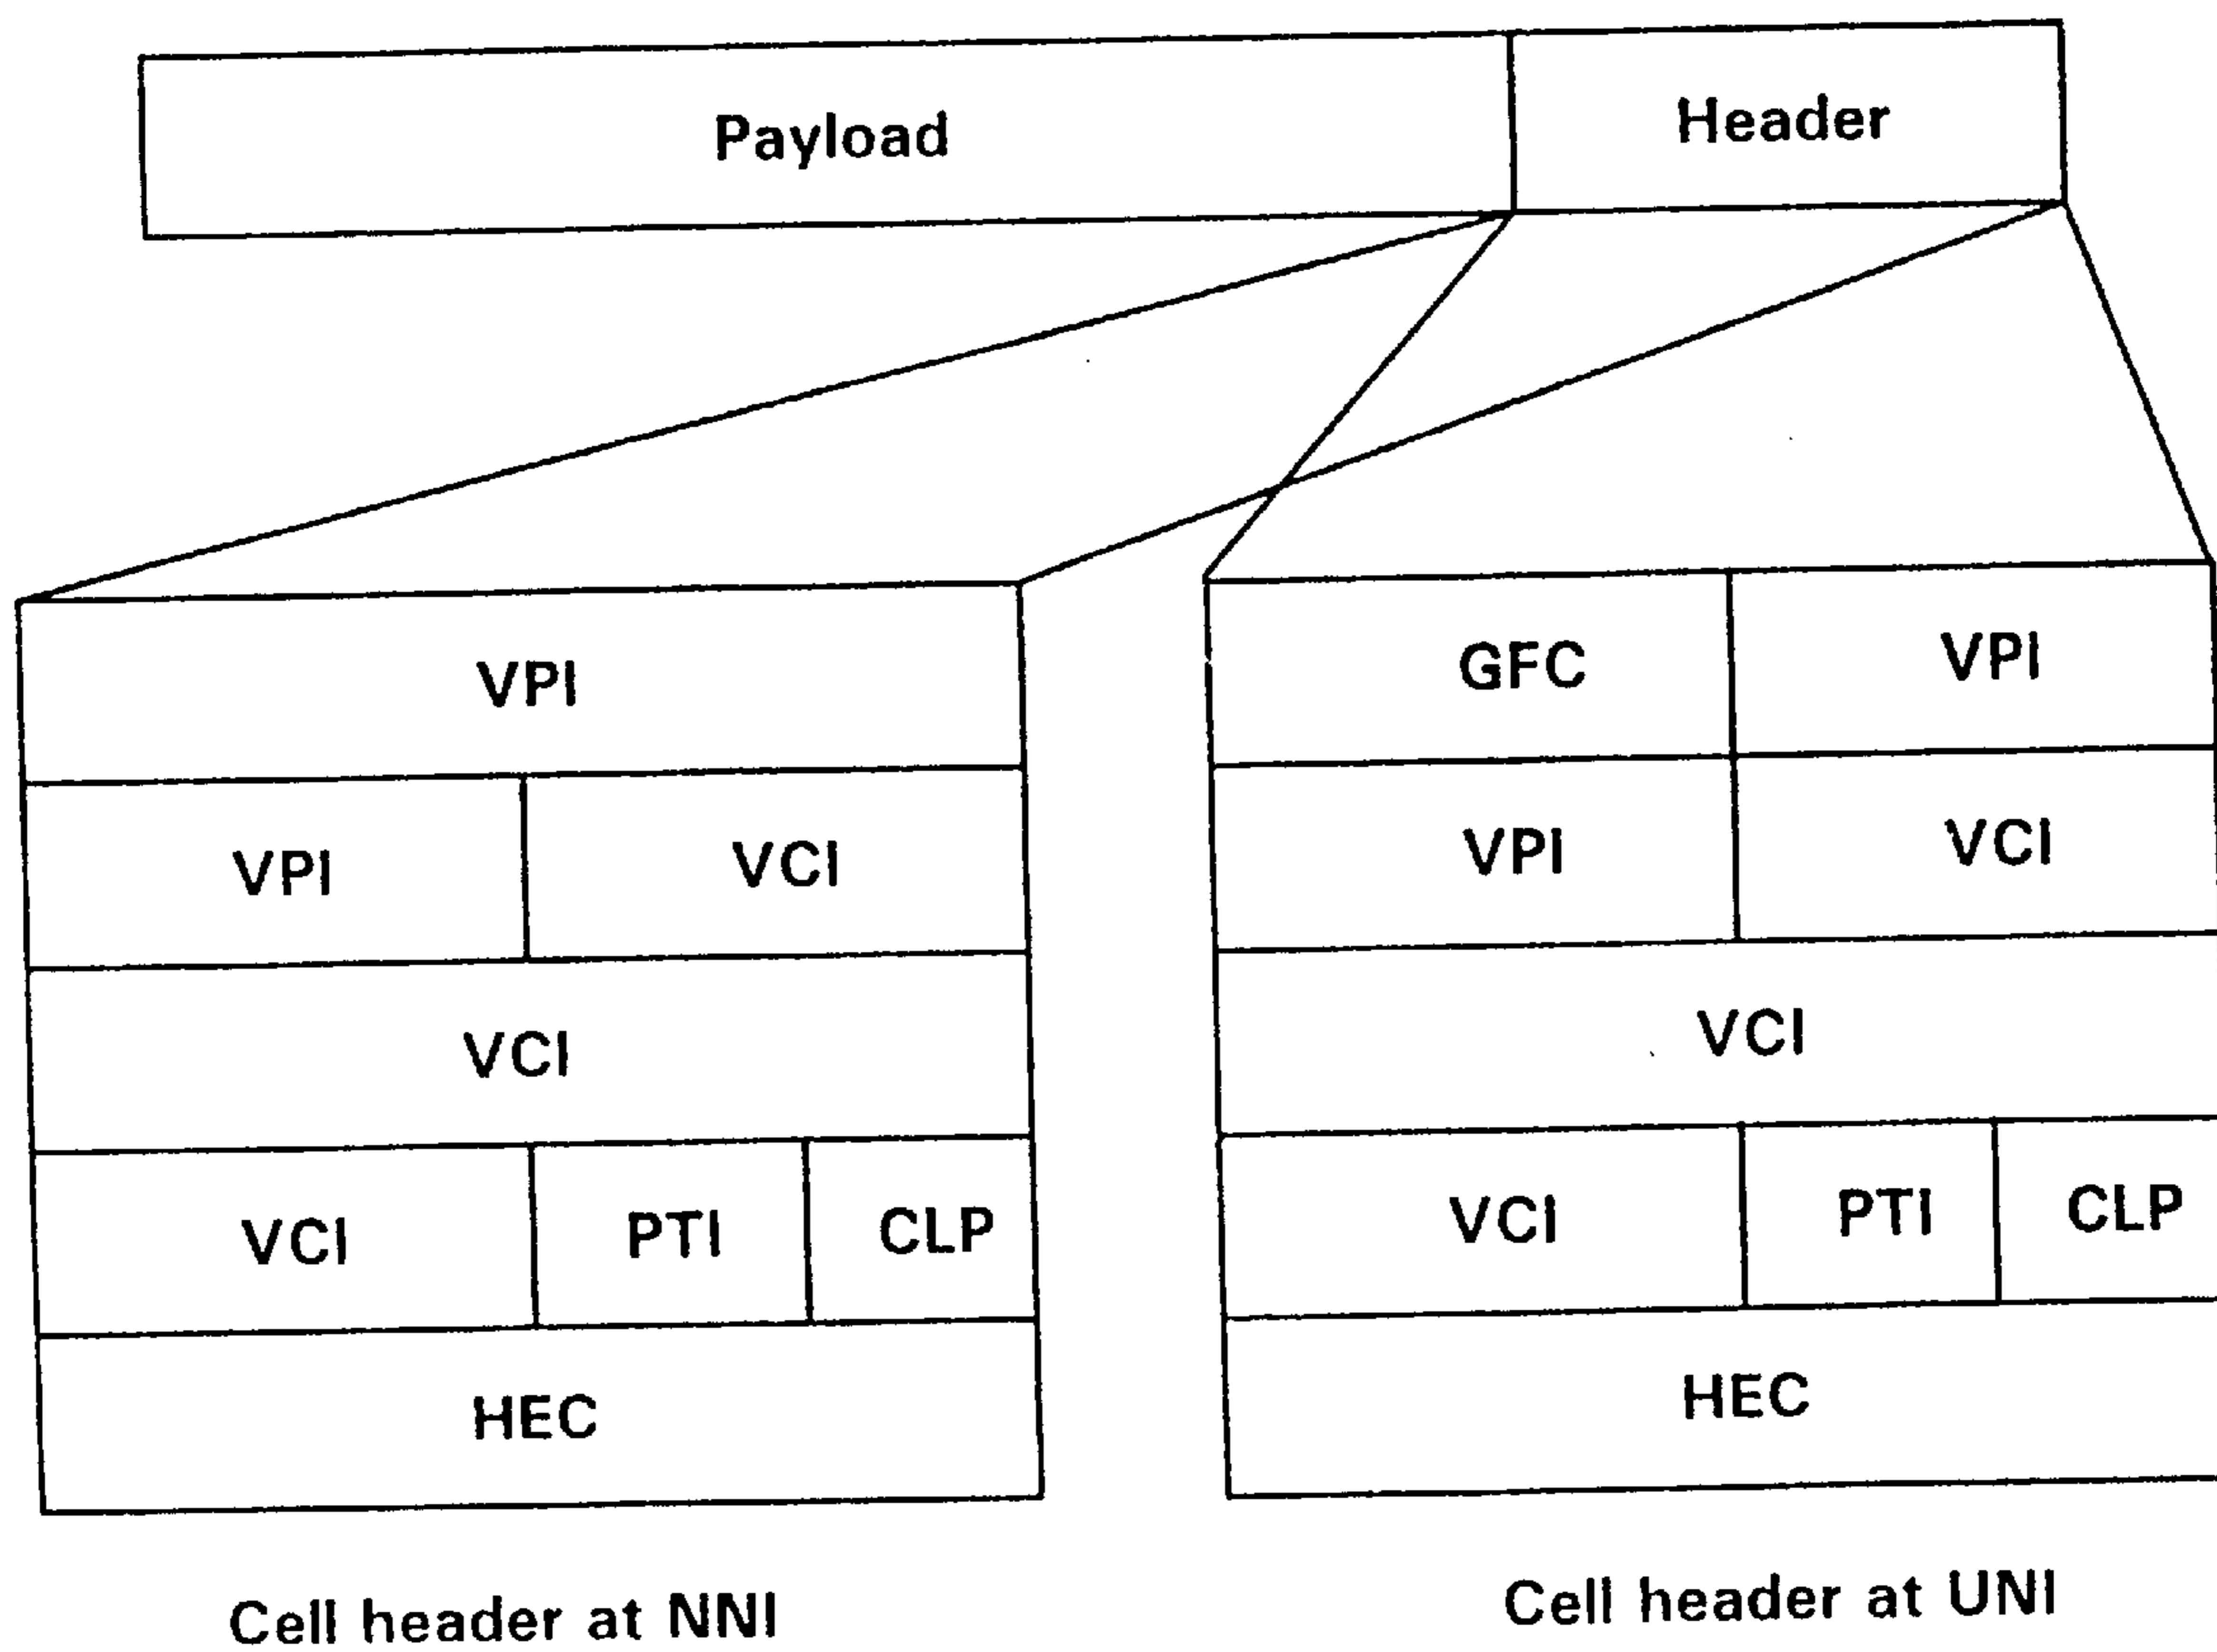 Payload Header
VPI GFC VPI
VPI VCI VPI VCI
VCI VCI
VCI PTI CLP VCI PTI CLP
HEC HEC
Cell header at NNI Cell header at UNI